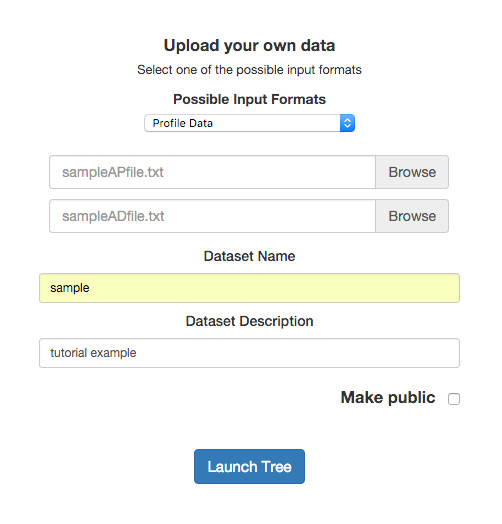 Upload your own data
Select one of the possible input formats
Possible Input Formats
Profile Data
sampleAPfile.txt Browse
sampleADfile.txt Browse
Dataset Name
sample
Dataset Description
tutorial example
Make public
Launch Tree